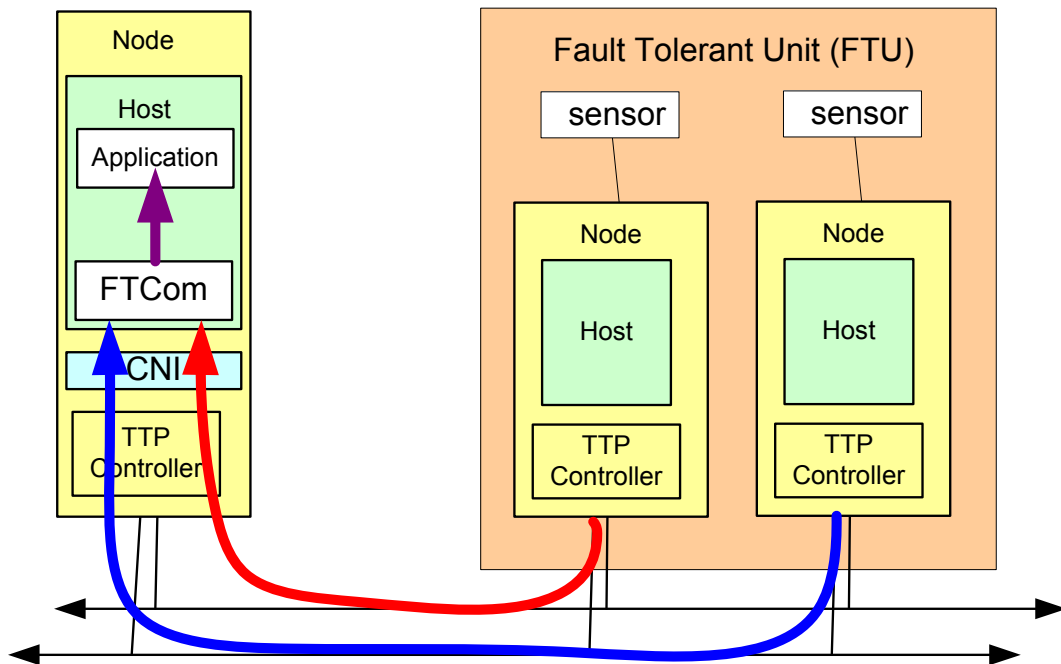 Node
Host
Application
FTCom
CNI
TTP
Controller
Fault Tolerant Unit (FTU)
sensor
sensor
Node
Host
TTP
Controller
Node
Host
TTP
Controller